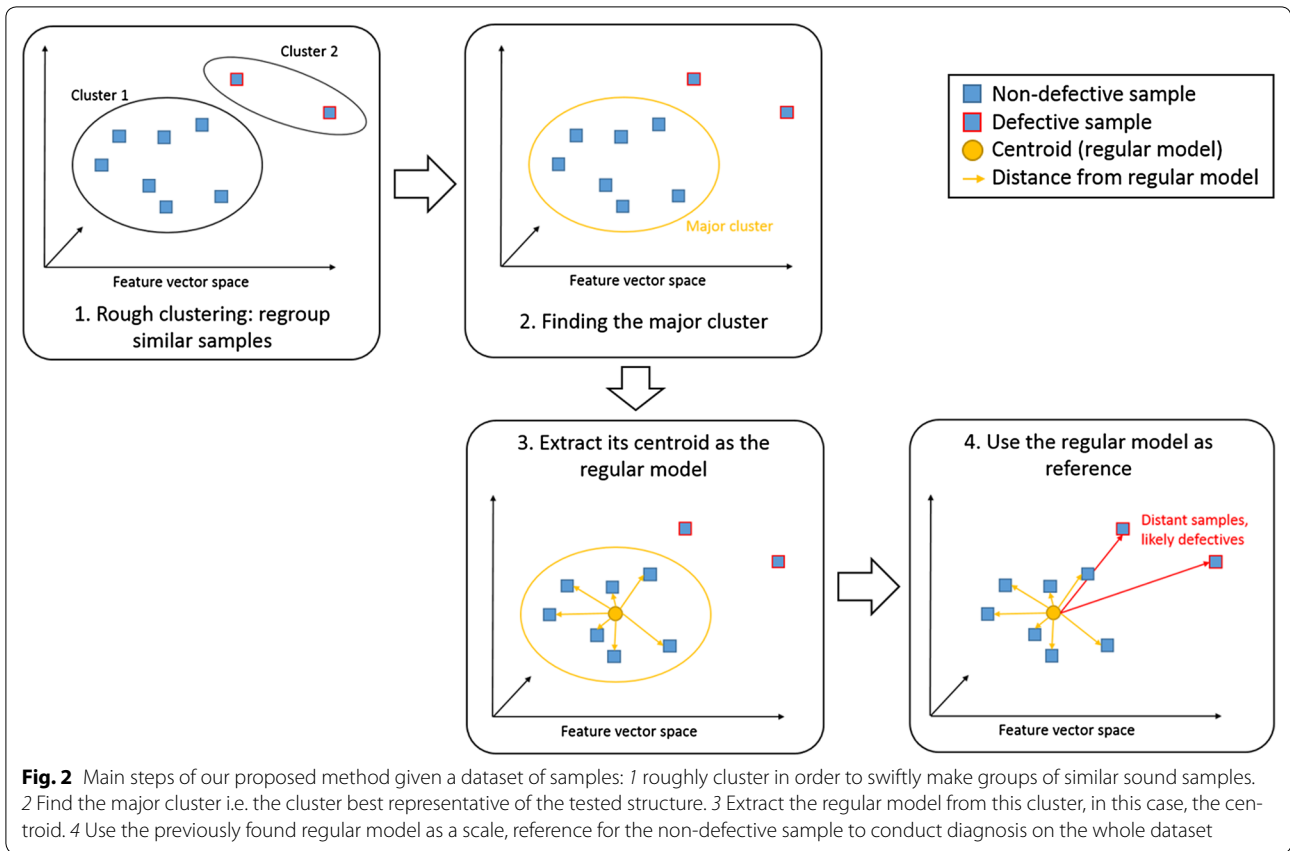 Cluster 2
Cluster 1
Feature vector space
1. Rough clustering: regroup
similar samples
Major cluster
Feature vector space
2. Finding the major cluster
Non-defective sample
Defective sample
Centroid (regular model)
Distance from regular model
3. Extract its centroid as the
regular model
Feature vector space
4. Use the regular model as
reference
Distant samples,
likely defectives
Feature vector space
Fig. 2 Main steps of our proposed method given a dataset of samples: 1 roughly cluster in order to swiftly make groups of similar sound samples.
2 Find the major cluster i.e. the cluster best representative of the tested structure. 3 Extract the regular model from this cluster, in this case, the cen-
troid. 4 Use the previously found regular model as a scale, reference for the non-defective sample to conduct diagnosis on the whole dataset